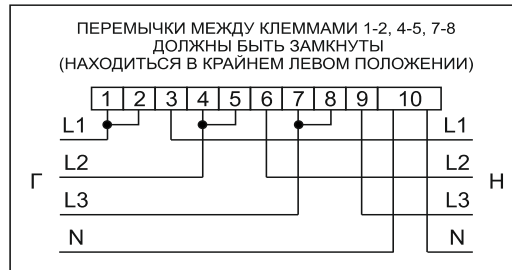 ПЕРЕМЫЧКИ МЕЖДУ КЛЕММАМИ 1-2, 4-5, 7-8
ДОЛЖНЫ БЫТЬ ЗАМКНУТЫ
(НАХОДИТЬСЯ В КРАЙНЕМ ЛЕВОМ ПОЛОЖЕНИИ)
1 2 3 4 5 6 7 8 9 10
L1 L1
L2 L2
Г Н
L3 L3
N N